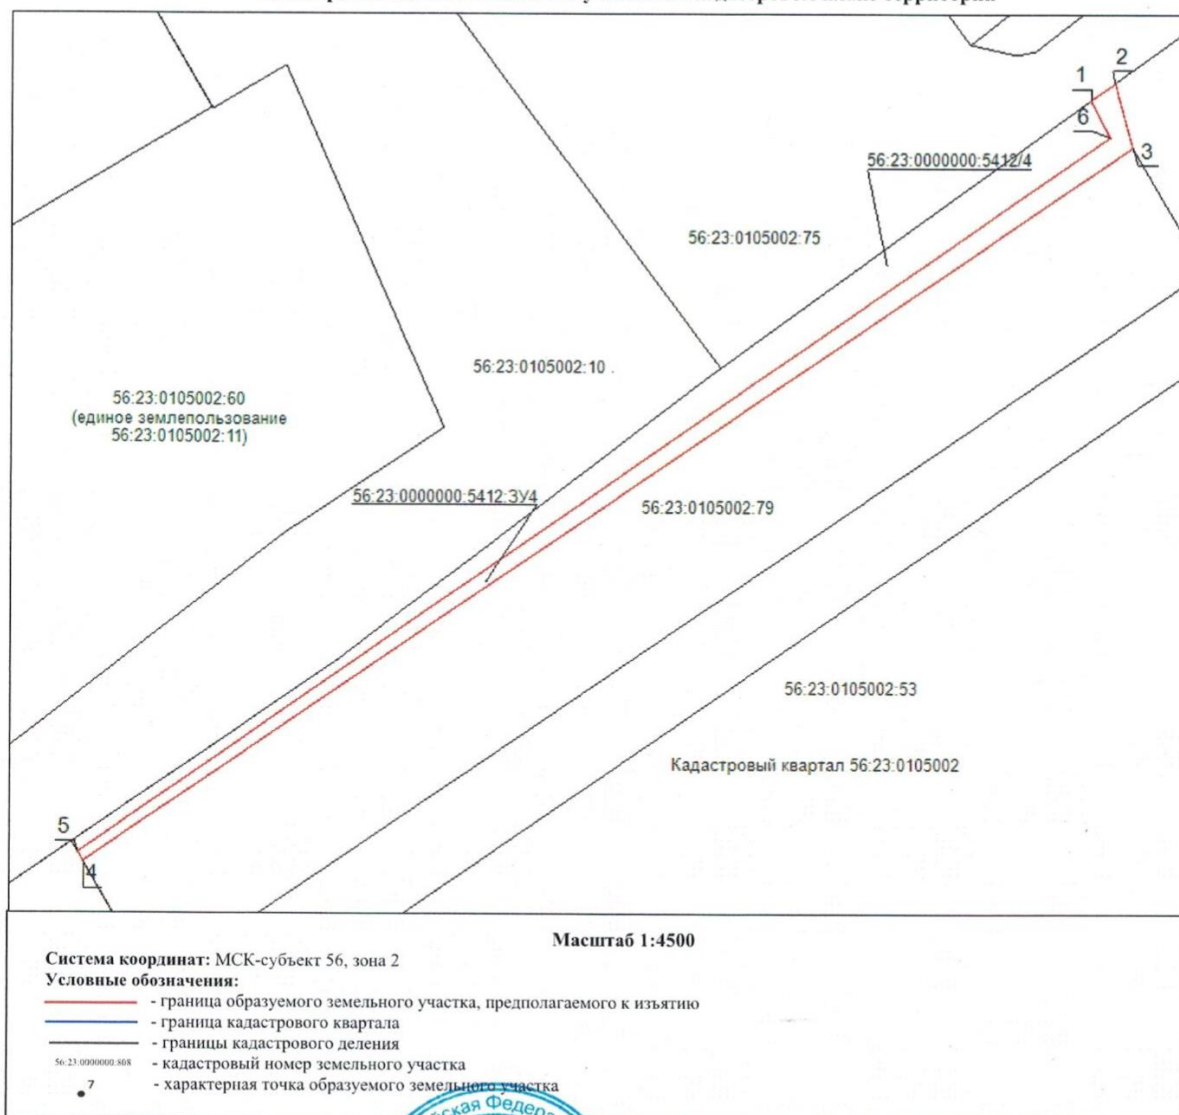 2
1
6
3
56:23:0000000:5412/4
56:23:0105002:75
56:23:0105002:10
56:23:0105002:60
(единое землепользование
56:23:0105002:11)
56:23:0000000:5412:ЗУ4
56:23:0105002:79
56:23:0105002:53
Кадастровый квартал 56:23:0105002
5
4
Масштаб 1:4500
Система координат: МСК-субъект 56, зона 2
Условные обозначения:
- граница образуемого земельного участка, предполагаемого к изъятию
- граница кадастрового квартала
- границы кадастрового деления
56:23:0000000:808 - кадастровый номер земельного участка
7 - характерная точка образуемого земельного участка